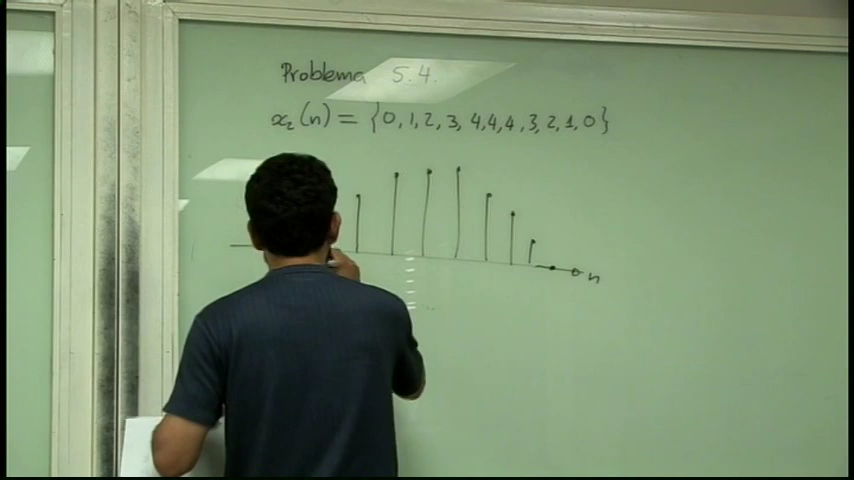 Problema 5.4.
x₂(n) = {0,1,2,3,4,4,4,3,2,1,0}
n